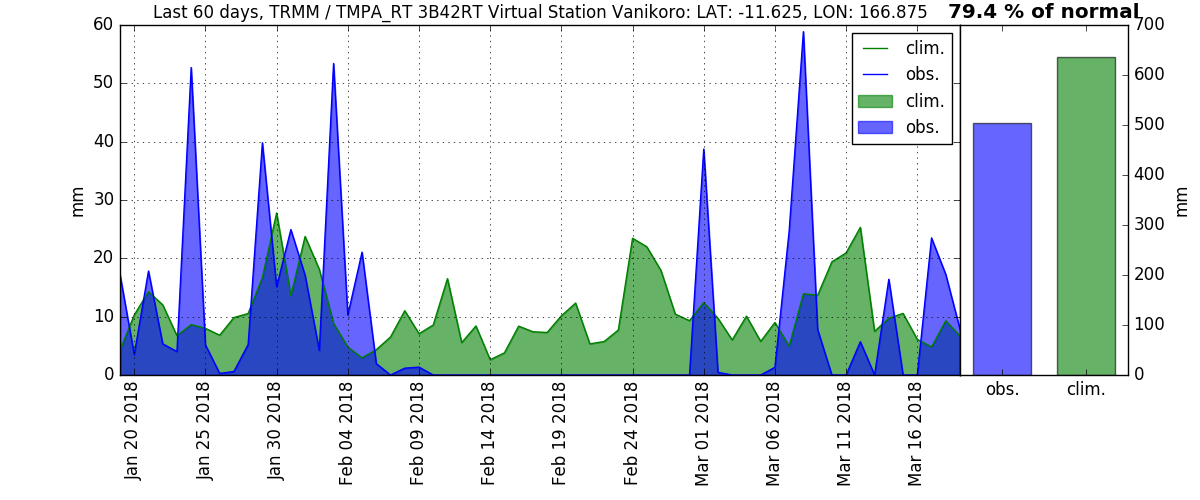 Last 60 days, TRMM / TMPA_RT 3B42RT Virtual Station Vanikoro: LAT: -11.625, LON: 166.875
79.4 % of normal
mm
60
50
40
30
20
10
0
clim.
obs.
clim.
obs.
Jan 20 2018
Jan 25 2018
Jan 30 2018
Feb 04 2018
Feb 09 2018
Feb 14 2018
Feb 19 2018
Feb 24 2018
Mar 01 2018
Mar 06 2018
Mar 11 2018
Mar 16 2018
700
600
500
400
300
200
100
0
mm
obs.
clim.